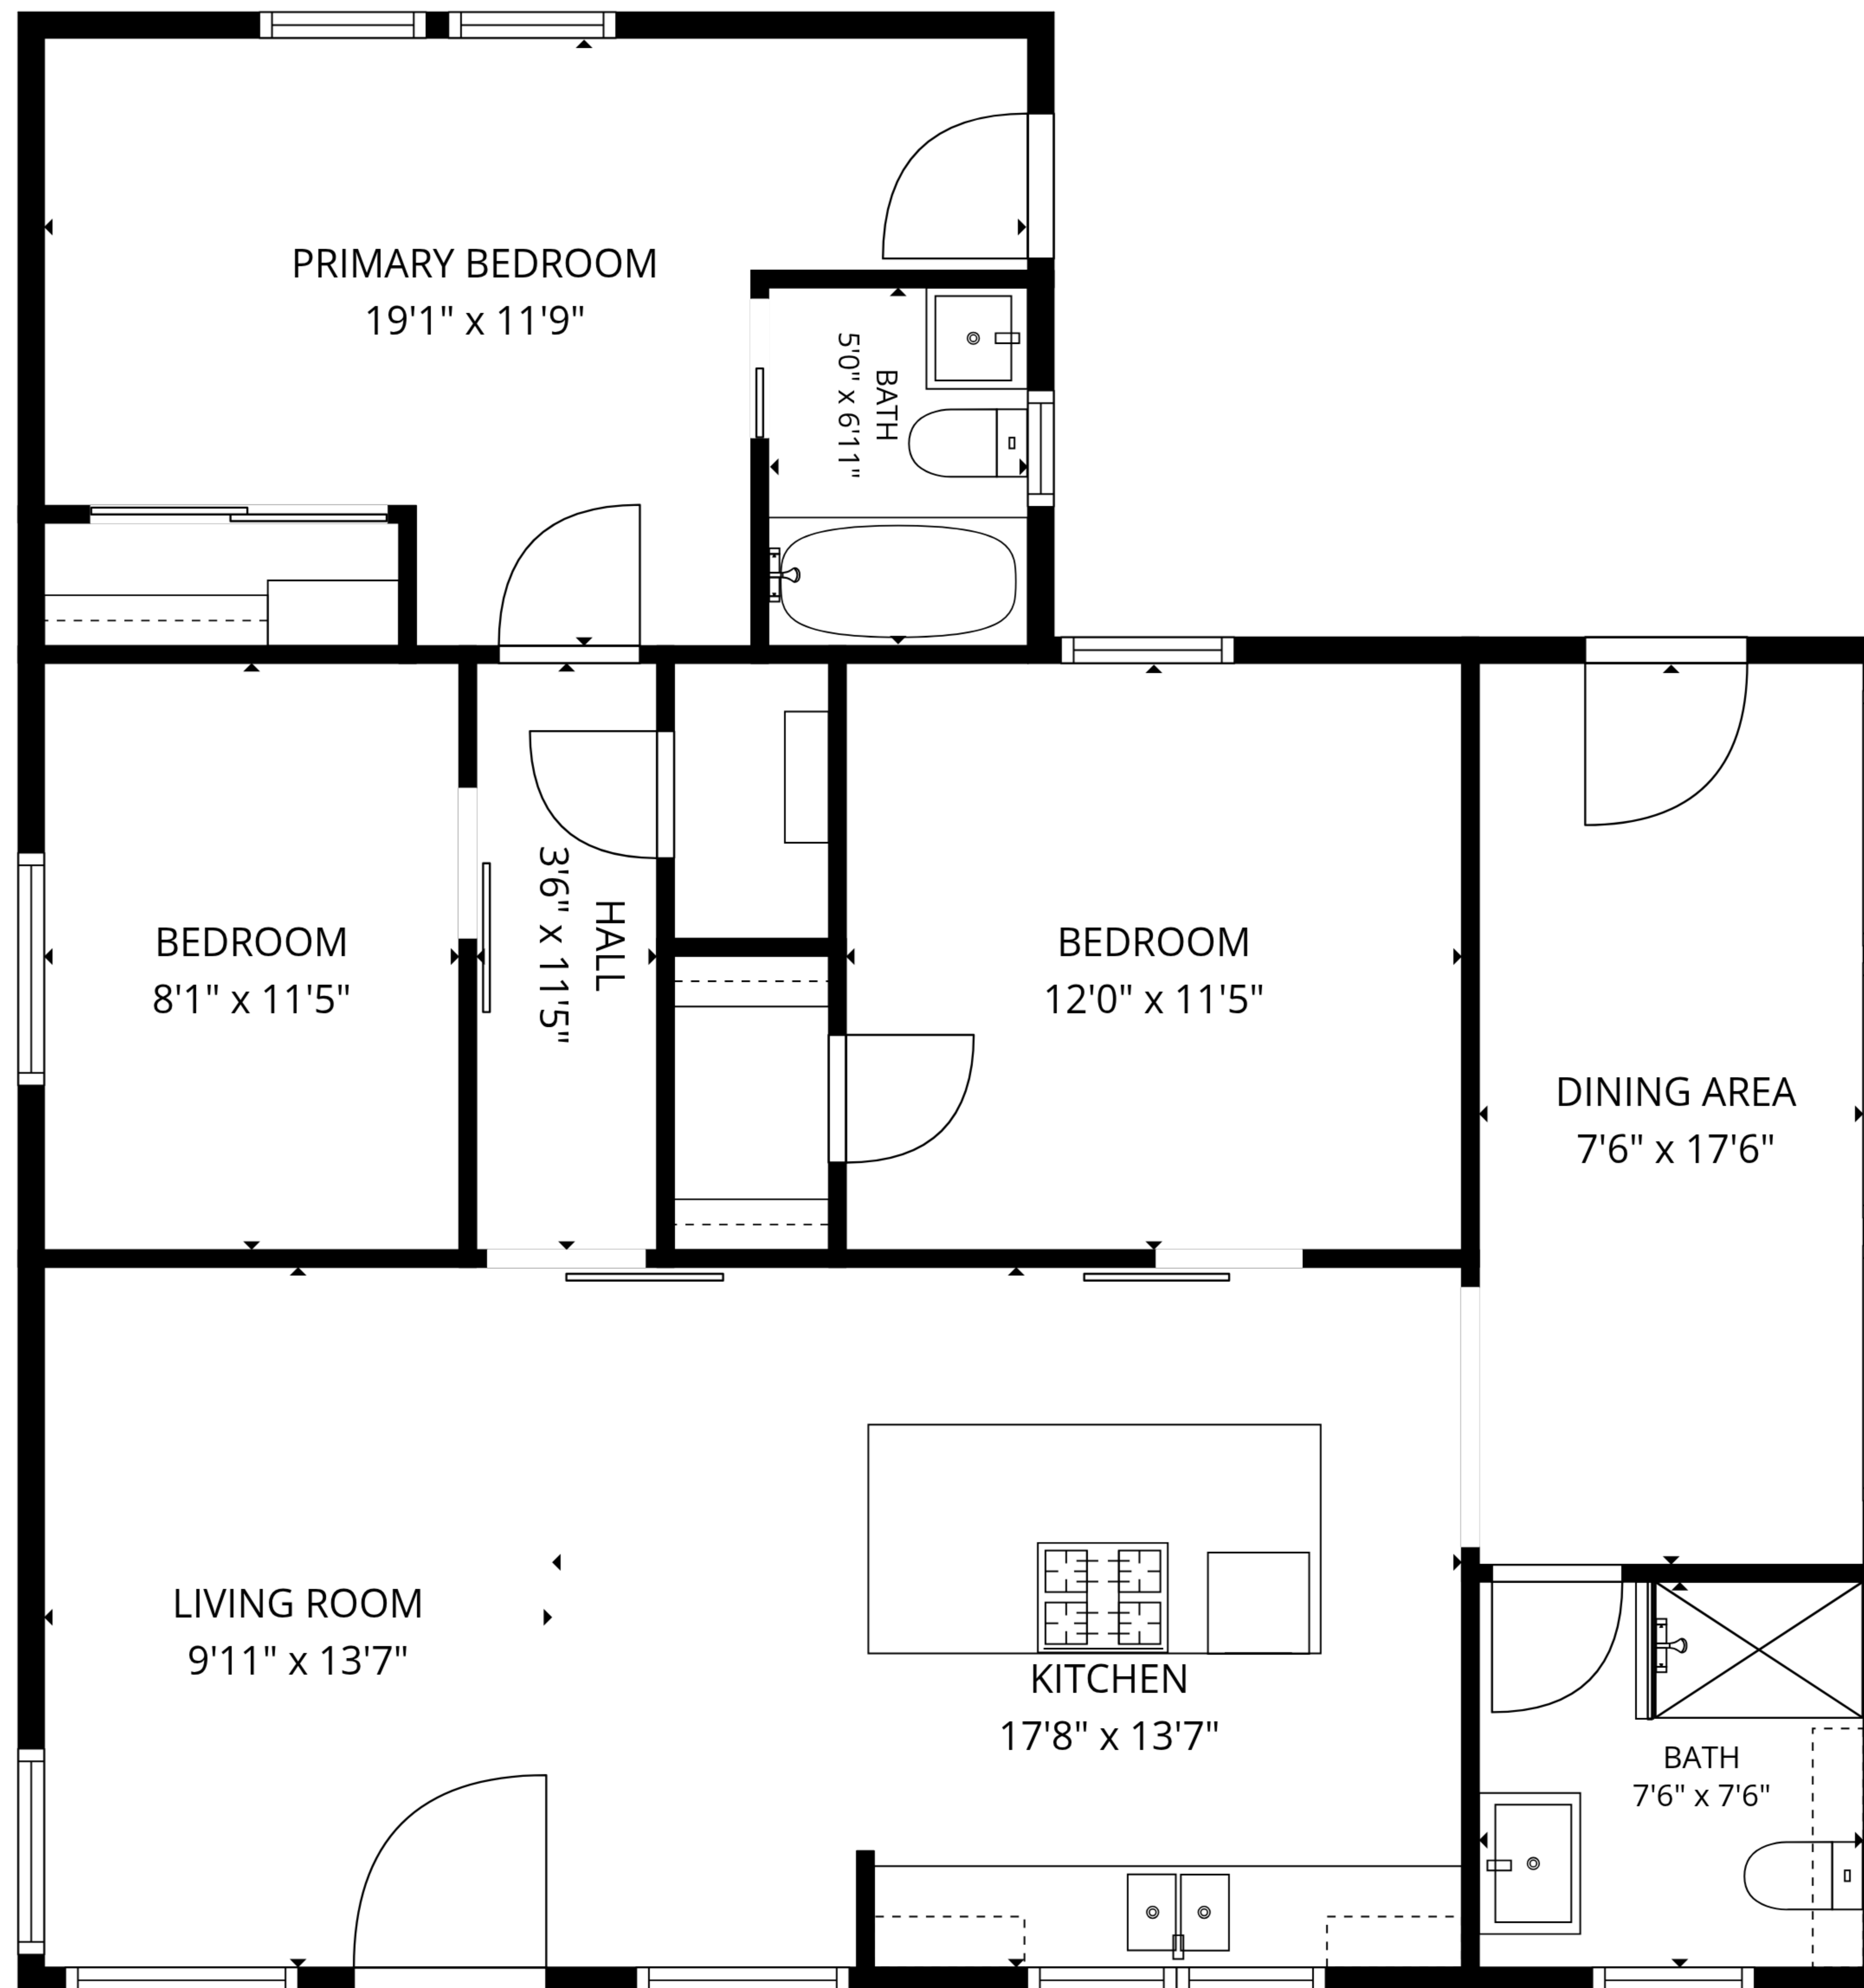 PRIMARY BEDROOM
19'1" x 11'9"
BATH
5'0" x 6'11"
BEDROOM
8'1" x 11'5"
HALL
3'6" x 11'5"
BEDROOM
12'0" x 11'5"
DINING AREA
7'6" x 17'6"
LIVING ROOM
9'11" x 13'7"
KITCHEN
17'8" x 13'7"
BATH
7'6" x 7'6"